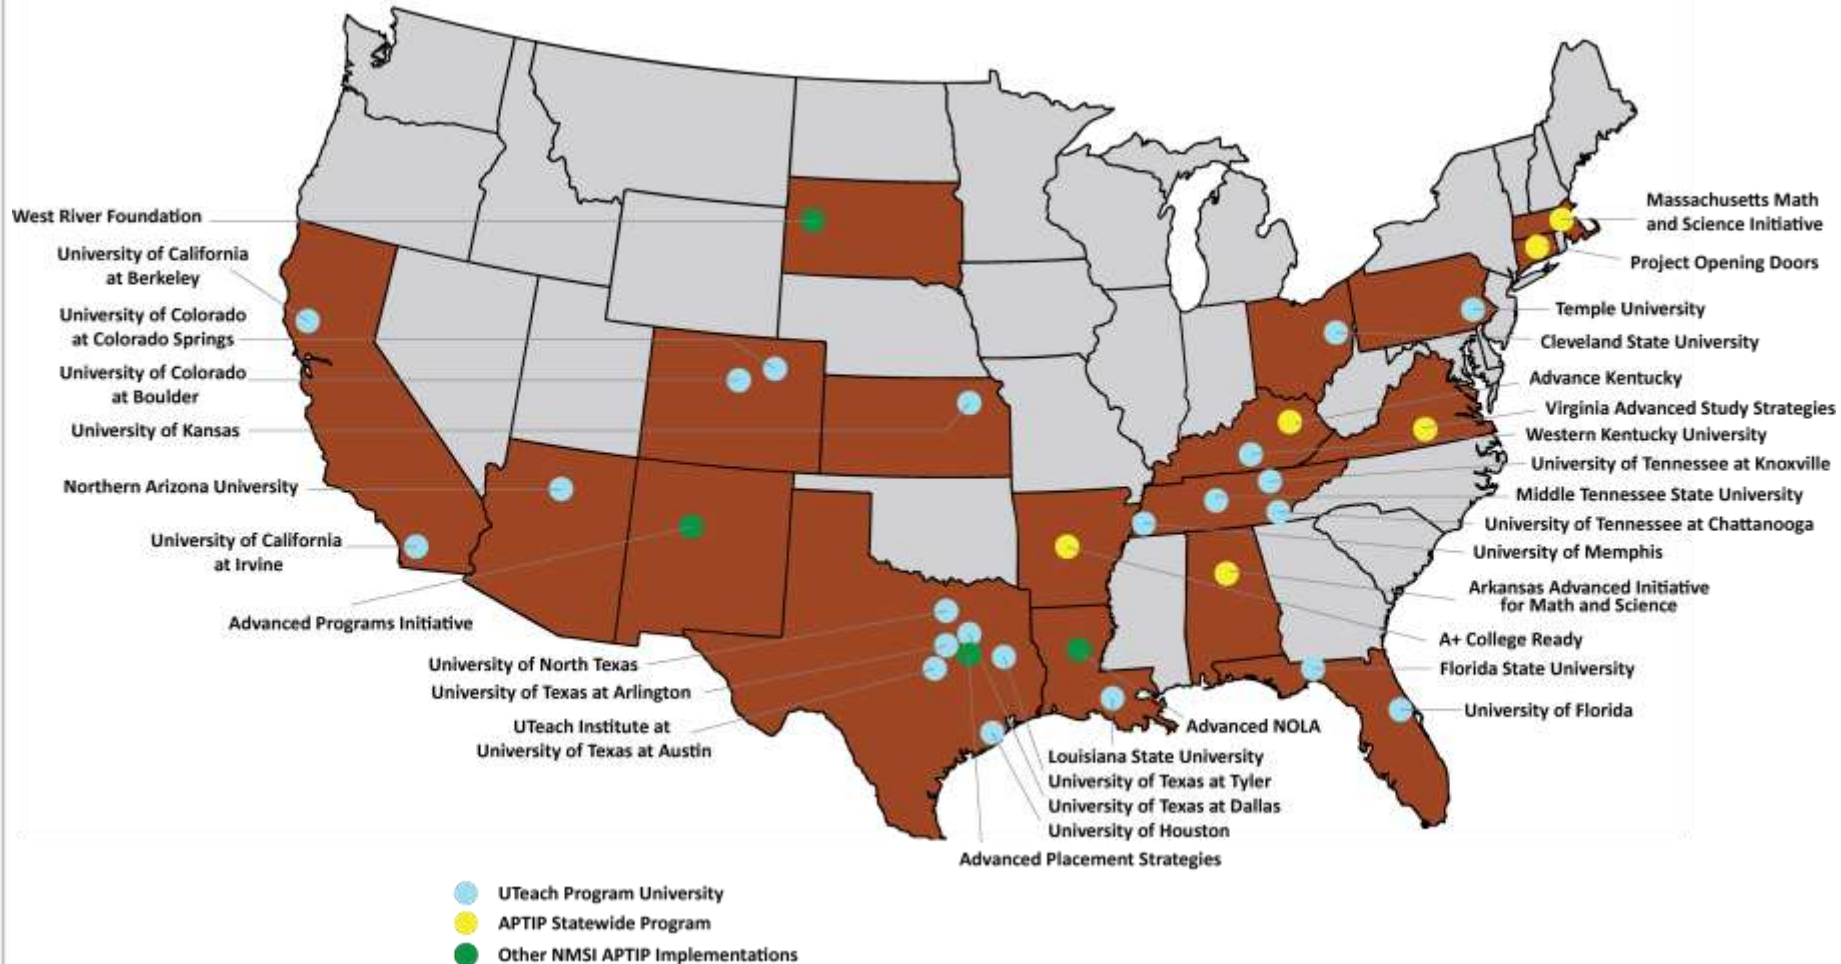 West River Foundation
University of California
at Berkeley
University of Colorado
at Colorado Springs
University of Colorado
at Boulder
University of Kansas
Northern Arizona University
University of California
at Irvine
Advanced Programs Initiative
University of North Texas
University of Texas at Arlington
UTeach Institute at
University of Texas at Austin
Massachusetts Math
and Science Initiative
Project Opening Doors
Temple University
Cleveland State University
Advance Kentucky
Virginia Advanced Study Strategies
Western Kentucky University
University of Tennessee at Knoxville
Middle Tennessee State University
University of Tennessee at Chattanooga
University of Memphis
Arkansas Advanced Initiative
for Math and Science
A+ College Ready
Florida State University
University of Florida
Advanced NOLA
Louisiana State University
University of Texas at Tyler
University of Texas at Dallas
University of Houston
Advanced Placement Strategies
UTeach Program University
APTIP Statewide Program
Other NMSI APTIP Implementations